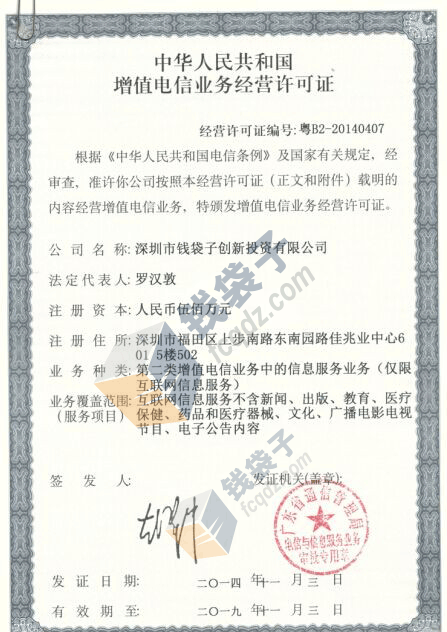 中华人民共和国
增值电信业务经营许可证
经营许可证编号:粤B2-20140407
根据《中华人民共和国电信条例》及国家有关规定，经
审查，准许你公司按照本经营许可证（正文和附件）载明的
内容经营增值电信业务，特颁发增值电信业务经营许可证。
公司名称:深圳市钱袋子创新投资有限公司
法定代表人:罗汉敦
注册资本:人民币伍佰万元
注册住所:深圳市福田区上步南路东南园路佳兆业中心6
01 5楼502
业务种类:第二类增值电信业务中的信息服务业务（仅限
互联网信息服务）
业务覆盖范围:互联网信息服务不含新闻、出版、教育、医疗
（服务项目）保健、药品和医疗器械、文化、广播电影电视
节目、电子公告内容
钱袋子
fcqdz.com
钱袋子
fcqdz.com
签发人:
发证机关(盖章):
广东省通信管理局
电信与信息服务业务
审核专用章
发证日期:二〇一四年十一月三日
有效期至:二〇一九年十一月三日